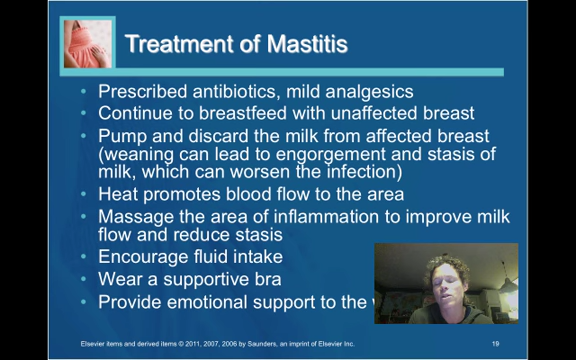 Treatment of Mastitis
• Prescribed antibiotics, mild analgesics
• Continue to breastfeed with unaffected breast
• Pump and discard the milk from affected breast
(weaning can lead to engorgement and stasis of
milk, which can worsen the infection)
• Heat promotes blood flow to the area
• Massage the area of inflammation to improve milk
flow and reduce stasis
• Encourage fluid intake
• Wear a supportive bra
• Provide emotional support to the
Elsevier items and derived items © 2011, 2007, 2006 by Saunders, an imprint of Elsevier Inc.
19